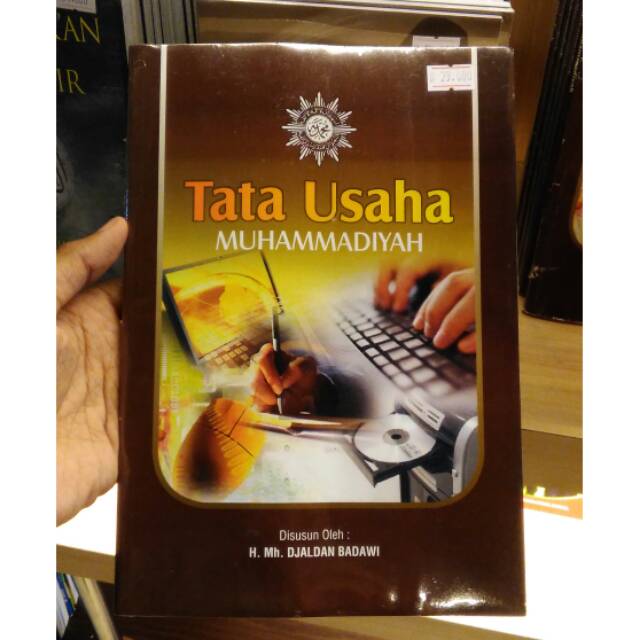 Tata Usaha
MUHAMMADIYAH
Disusun Oleh :
H. Mh. DJALDAN BADAWI